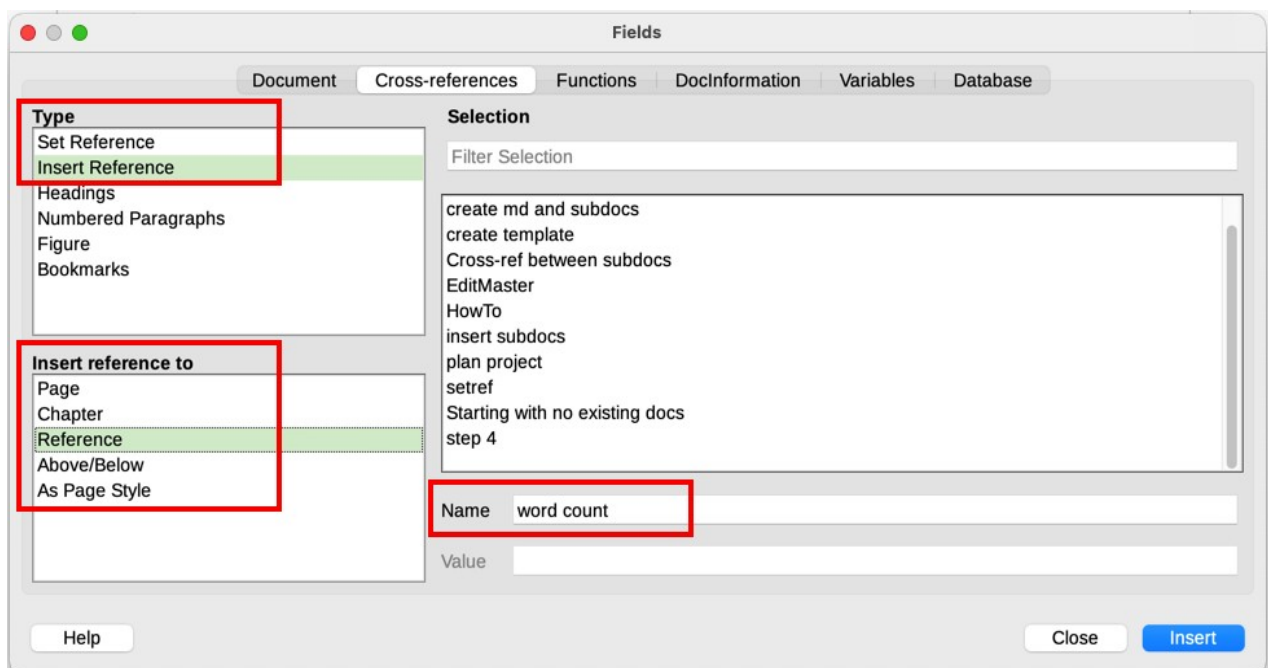 Fields
Document Cross-references Functions DocInformation Variables Database
Type
Set Reference
Insert Reference
Headings
Numbered Paragraphs
Figure
Bookmarks
Insert reference to
Page
Chapter
Reference
Above/Below
As Page Style
Selection
Filter Selection
create md and subdocs
create template
Cross-ref between subdocs
EditMaster
HowTo
insert subdocs
plan project
setref
Starting with no existing docs
step 4
Name word count
Value
Help Close Insert